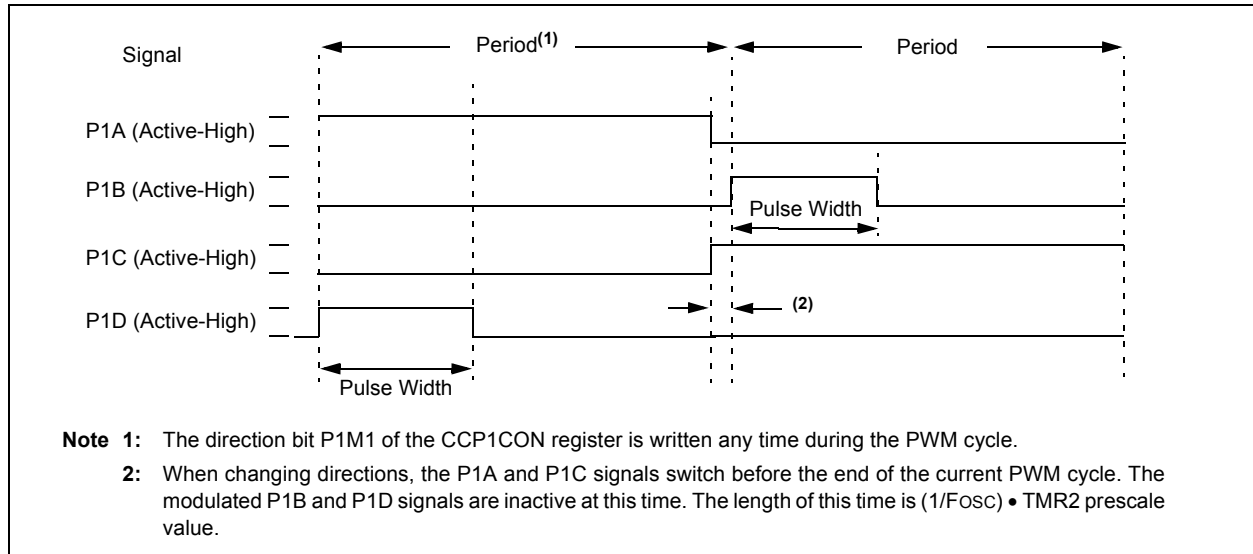 Signal
Period(1)
Period
P1A (Active-High)
P1B (Active-High)
Pulse Width
P1C (Active-High)
(2)
P1D (Active-High)
Pulse Width
Note 1: The direction bit P1M1 of the CCP1CON register is written any time during the PWM cycle.
2: When changing directions, the P1A and P1C signals switch before the end of the current PWM cycle. The
modulated P1B and P1D signals are inactive at this time. The length of this time is (1/FOSC) • TMR2 prescale
value.